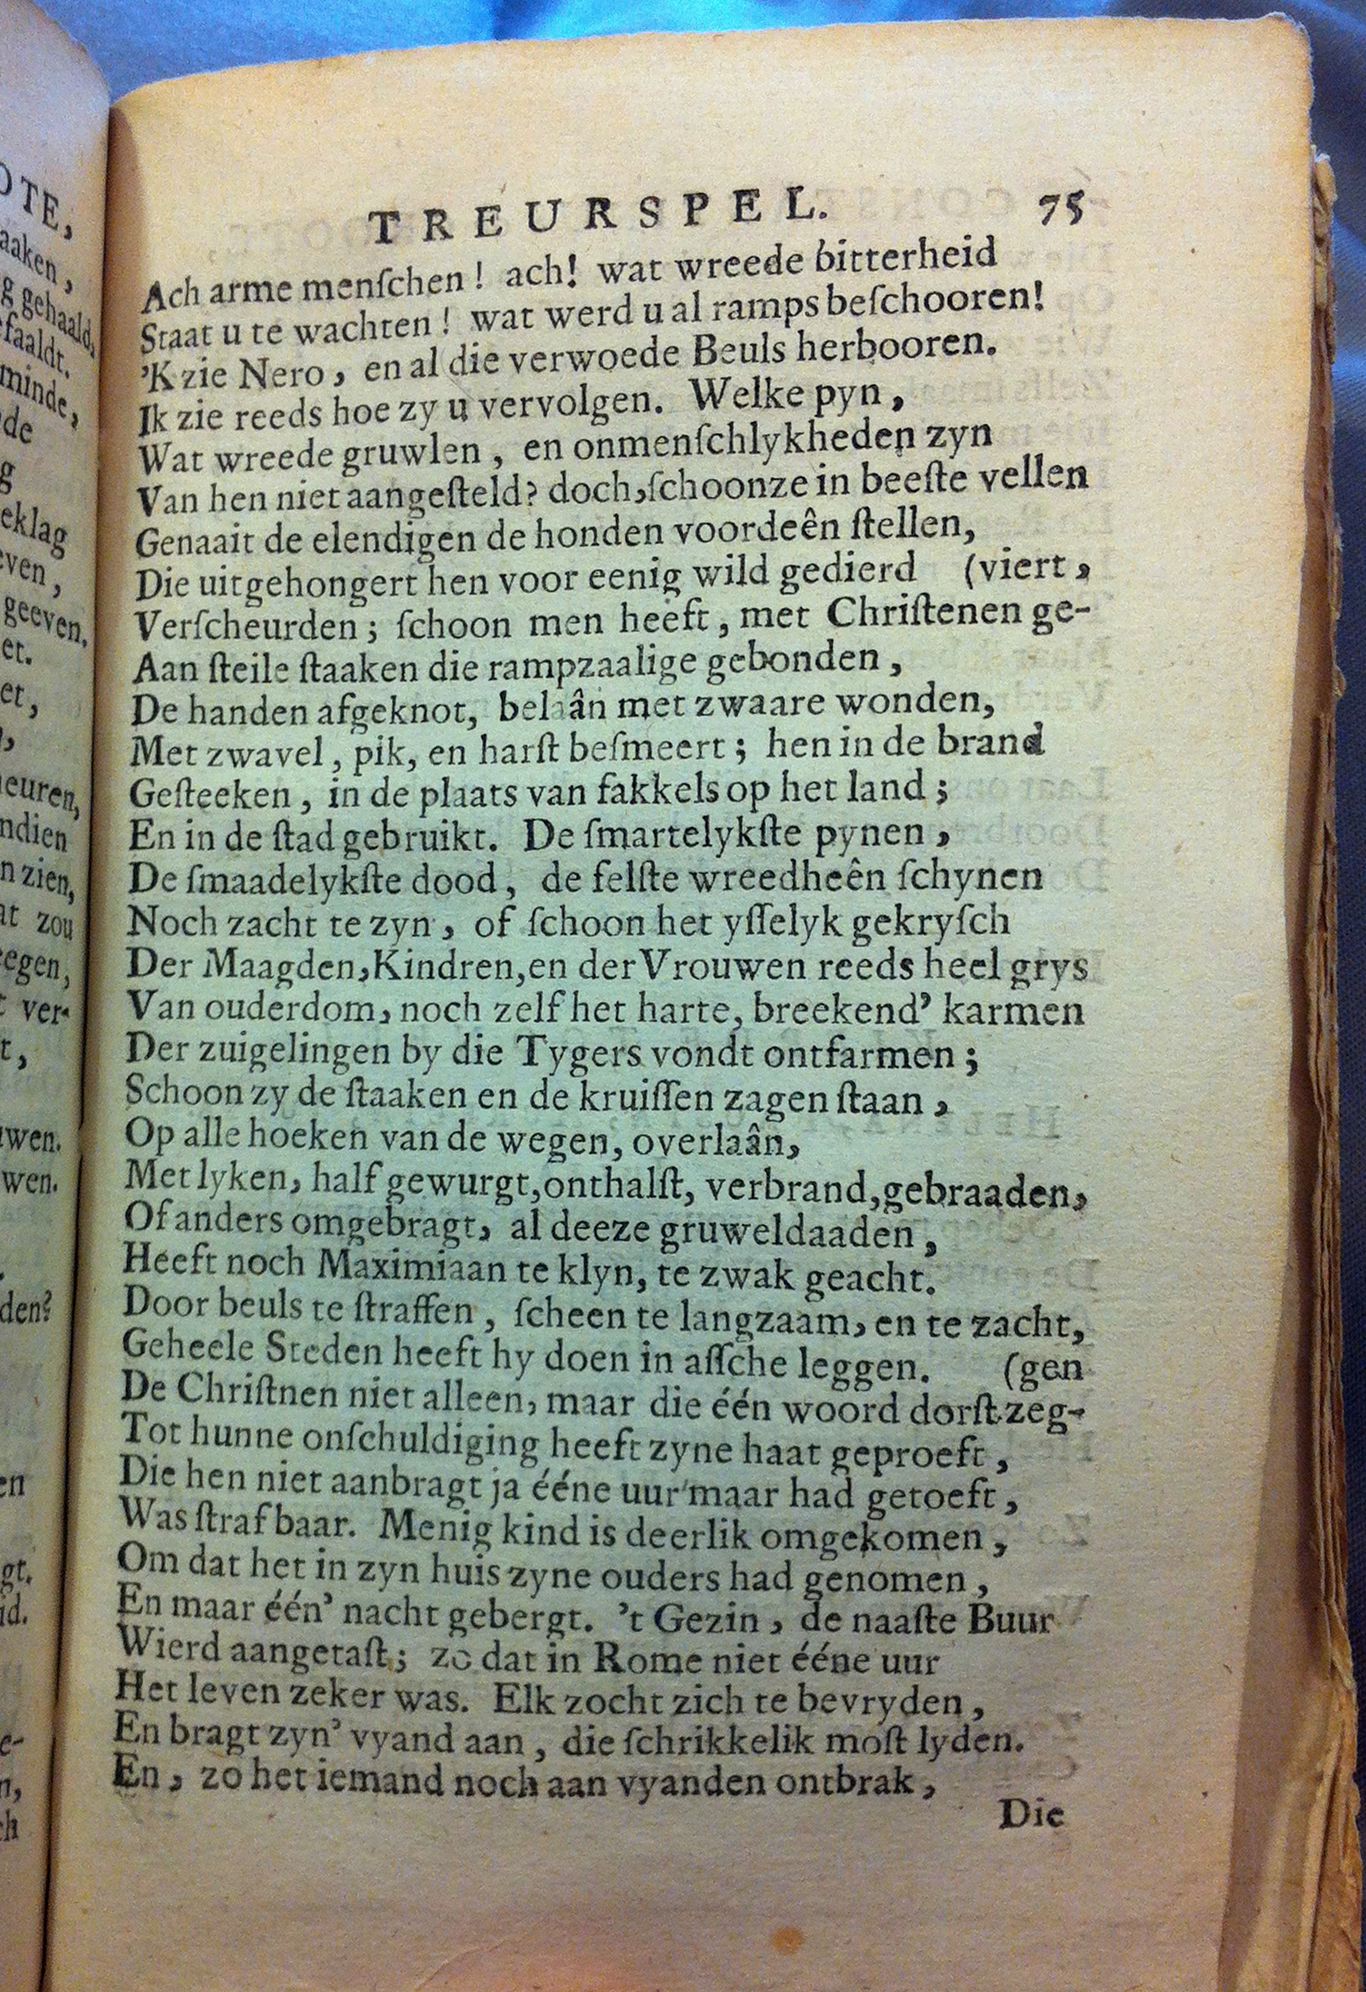 TREURSPEL. 75
Ach arme menſchen! ach! wat wreede bitterheid
Staat u te wachten! wat werd u al ramps beſchooren!
'K zie Nero, en al die verwoede Beuls herbooren.
Ik zie reeds hoe zy u vervolgen. Welke pyn,
Wat wreede gruwlen, en onmenſchlykheden zyn
Van hen niet aangeſteld? doch, ſchoonze in beeſte vellen
Genaait de elendigen de honden voordeên ſtellen,
Die uitgehongert hen voor eenig wild gedierd (viert,
Verſcheurden; ſchoon men heeft, met Chriſtenen ge-
Aan ſteile ſtaaken die rampzaalige gebonden,
De handen afgeknot, belaân met zwaare wonden,
Met zwavel, pik, en harſt beſmeert; hen in de brand
Geſteeken, in de plaats van fakkels op het land;
En in de ſtad gebruikt. De ſmartelykſte pynen,
De ſmaadelykſte dood, de felſte wreedheên ſchynen
Noch zacht te zyn, of ſchoon het yſſelyk gekryſch
Der Maagden, Kindren, en der Vrouwen reeds heel grys
Van ouderdom, noch zelf het harte, breekend' karmen
Der zuigelingen by die Tygers vondt ontfarmen;
Schoon zy de ſtaaken en de kruiſſen zagen ſtaan,
Op alle hoeken van de wegen, overlaân,
Met lyken, half gewurgt, onthalſt, verbrand, gebraaden,
Of anders omgebragt, al deeze gruweldaaden,
Heeft noch Maximiaan te klyn, te zwak geacht.
Door beuls te ſtraffen, ſcheen te langzaam, en te zacht,
Geheele Steden heeft hy doen in aſſche leggen. (gen
De Chriſtnen niet alleen, maar die één woord dorſt zeg-
Tot hunne onſchuldiging heeft zyne haat geproeft,
Die hen niet aanbragt ja ééne uur maar had getoeft,
Was ſtrafbaar. Menig kind is deerlik omgekomen,
Om dat het in zyn huis zyne ouders had genomen,
En maar één' nacht gebergt. 't Gezin, de naaſte Buur
Wierd aangetaſt; zo dat in Rome niet ééne uur
Het leven zeker was. Elk zocht zich te bevryden,
En bragt zyn' vyand aan, die ſchrikkelik moſt lyden.
En, zo het iemand noch aan vyanden ontbrak,
Die